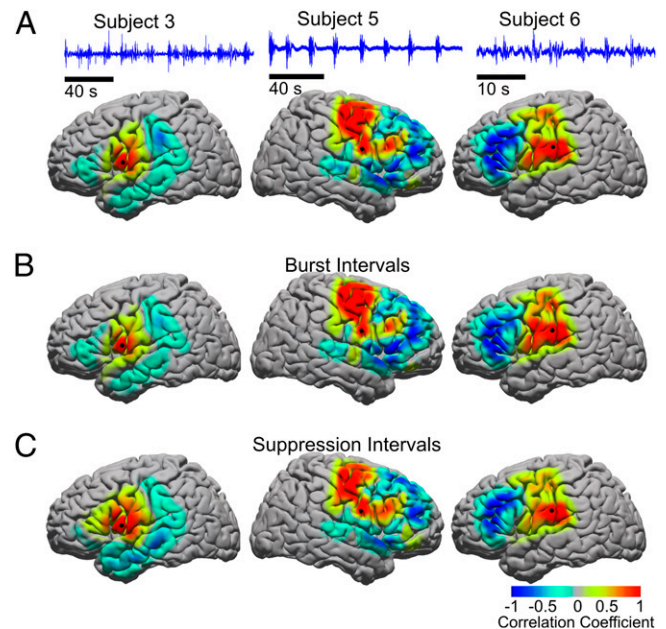 A
Subject 3 Subject 5 Subject 6
40 s 40 s 10 s
B
Burst Intervals
C
Suppression Intervals
-1 -0.5 0 0.5 1
Correlation Coefficient